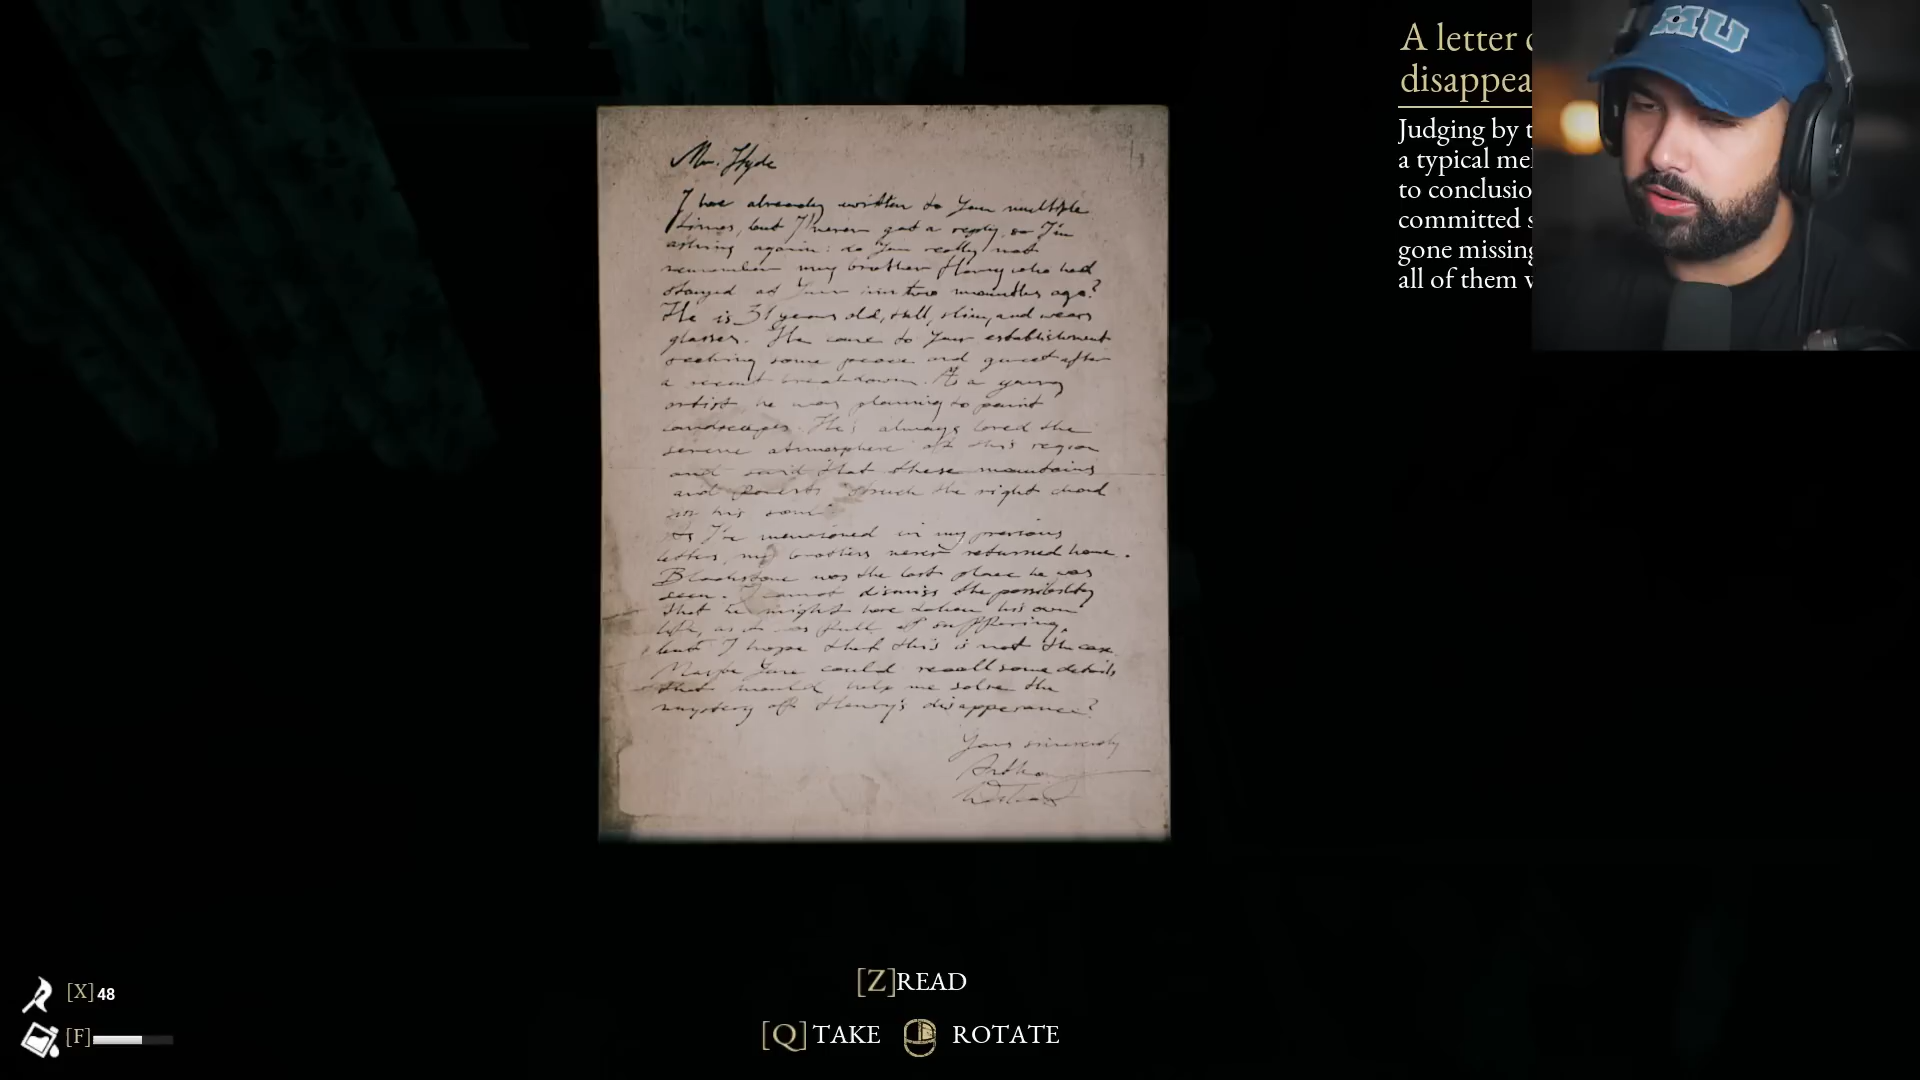 A letter
disappea
Judging by t
a typical me
to conclusio
committed s
gone missing
all of them
MU
Mr. Hyde
I have already written to Your multiple
times, but I never got a reply, so I'm
asking again: do You really not
remember my brother Henry who had
stayed at Your inn two months ago?
He is 31 years old, tall, slim, and wears
glasses. He came to Your establishment
seeking some peace and quiet after
a recent breakdown. As a young
artist, he was planning to paint
landscapes. He's always loved the
serene atmosphere of this region
and said that these mountains
and forests "struck the right chord
in his soul".
As I've mentioned in my previous
letters, my brother never returned home.
Blackstone was the last place he was
seen. I cannot dismiss the possibility
that he might have taken his own
life, as it was full of suffering,
but I hope that this is not the case.
Maybe You could recall some details
that would help me solve the
mystery of Henry's disapperance?
Yours sincerely
Anthony
[X] 48
[F]
[Z] READ
[Q] TAKE ROTATE